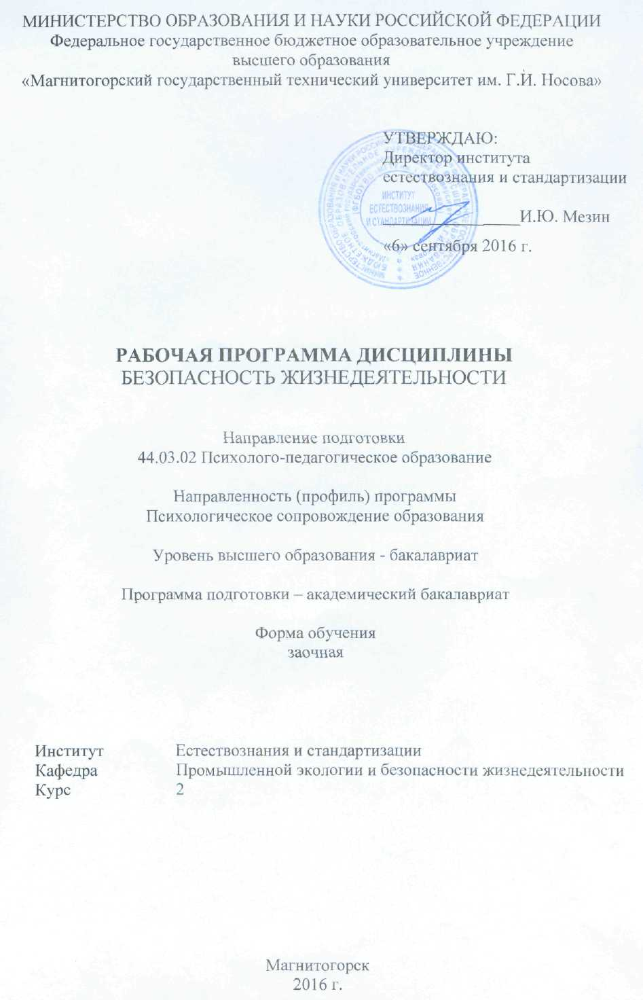 МИНИСТЕРСТВО ОБРАЗОВАНИЯ И НАУКИ РОССИЙСКОЙ ФЕДЕРАЦИИ
Федеральное государственное бюджетное образовательное учреждение
высшего образования
«Магнитогорский государственный технический университет им. Г.И. Носова»
УТВЕРЖДАЮ:
Директор института
естествознания и стандартизации
ИНСТИТУТ
ЕСТЕСТВОЗНАНИЯ
И СТАНДАРТИЗАЦИИ
И.Ю. Мезин
«6» сентября 2016 г.
РАБОЧАЯ ПРОГРАММА ДИСЦИПЛИНЫ
БЕЗОПАСНОСТЬ ЖИЗНЕДЕЯТЕЛЬНОСТИ
Направление подготовки
44.03.02 Психолого-педагогическое образование
Направленность (профиль) программы
Психологическое сопровождение образования
Уровень высшего образования - бакалавриат
Программа подготовки – академический бакалавриат
Форма обучения
заочная
Институт Естествознания и стандартизации
Кафедра Промышленной экологии и безопасности жизнедеятельности
Курс 2
Магнитогорск
2016 г.